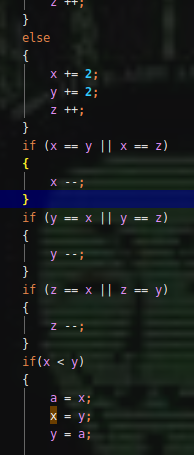 z ++;
}
else
{
x += 2;
y += 2;
z ++;
}
if (x == y || x == z)
{
x --;
}
if (y == x || y == z)
{
y --;
}
if (z == x || z == y)
{
z --;
}
if(x < y)
{
a = x;
x = y;
y = a;